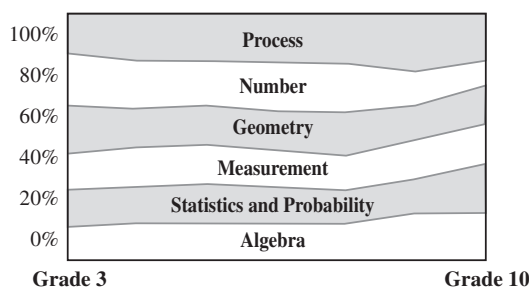 100%
Process
80%
Number
60%
Geometry
40%
Measurement
20%
Statistics and Probability
0%
Algebra
Grade 3 Grade 10